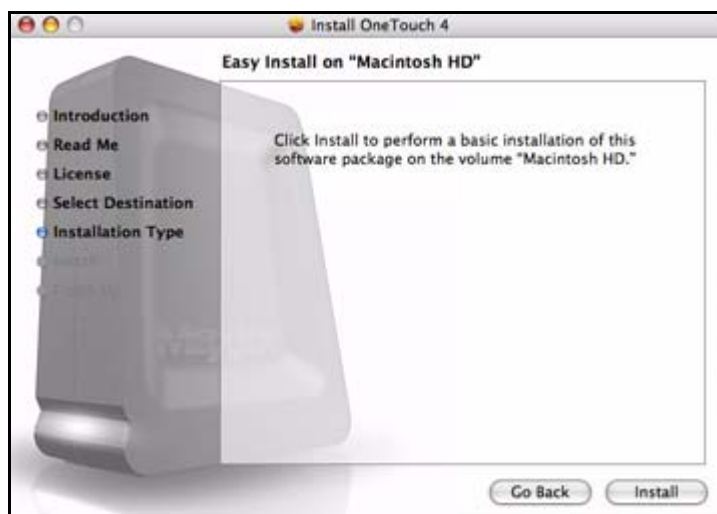 Install OneTouch 4
Easy Install on "Macintosh HD"
Introduction
Read Me
License
Select Destination
Installation Type
Click Install to perform a basic installation of this
software package on the volume "Macintosh HD."
Go Back
Install